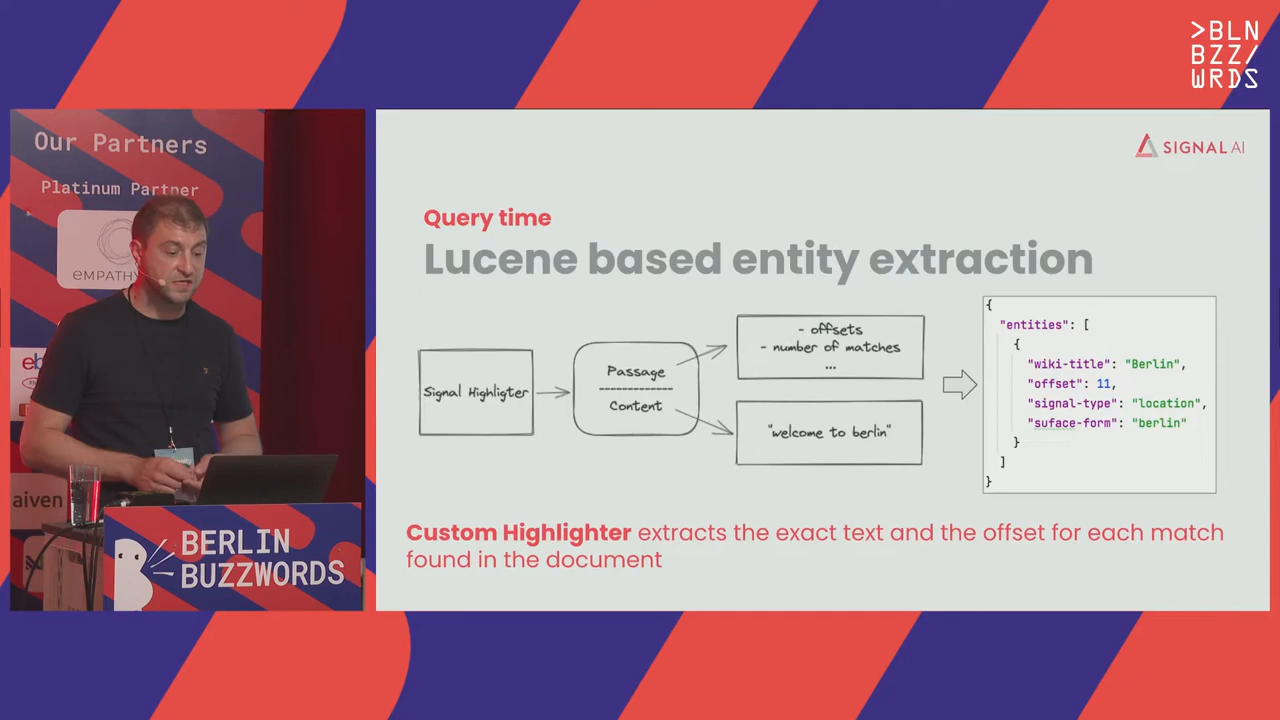 >BLN
BZZ/
WRDS
Our Partners
Platinum Partner
EMPATHY
eb
aiven
BERLIN
BUZZWORDS
SIGNAL AI
Query time
Lucene based entity extraction
Signal Highligter
Passage
Content
- offsets
- number of matches
...
"welcome to berlin"
{
"entities": [
{
"wiki-title": "Berlin",
"offset": 11,
"signal-type": "location",
"suface-form": "berlin"
}
]
}
Custom Highlighter extracts the exact text and the offset for each match
found in the document